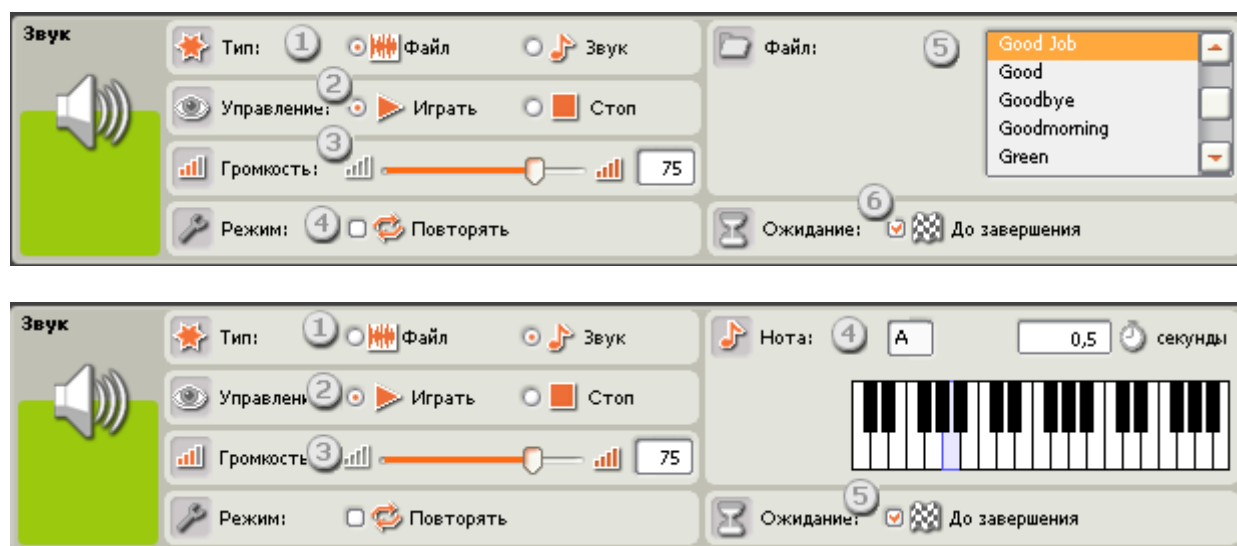 Звук
Тип: 1 Файл Звук
Файл: 5
Good Job
Good
Goodbye
Goodmorning
Green
2
Управление: Играть Стоп
3
Громкость: 75
Режим: 4 Повторять
6
Ожидание: До завершения
Звук
Тип: 1 Файл Звук
Нота: 4 A 0,5 секунды
Управлени 2 Играть Стоп
Громкость 3 75
Режим: Повторять
5
Ожидание: До завершения